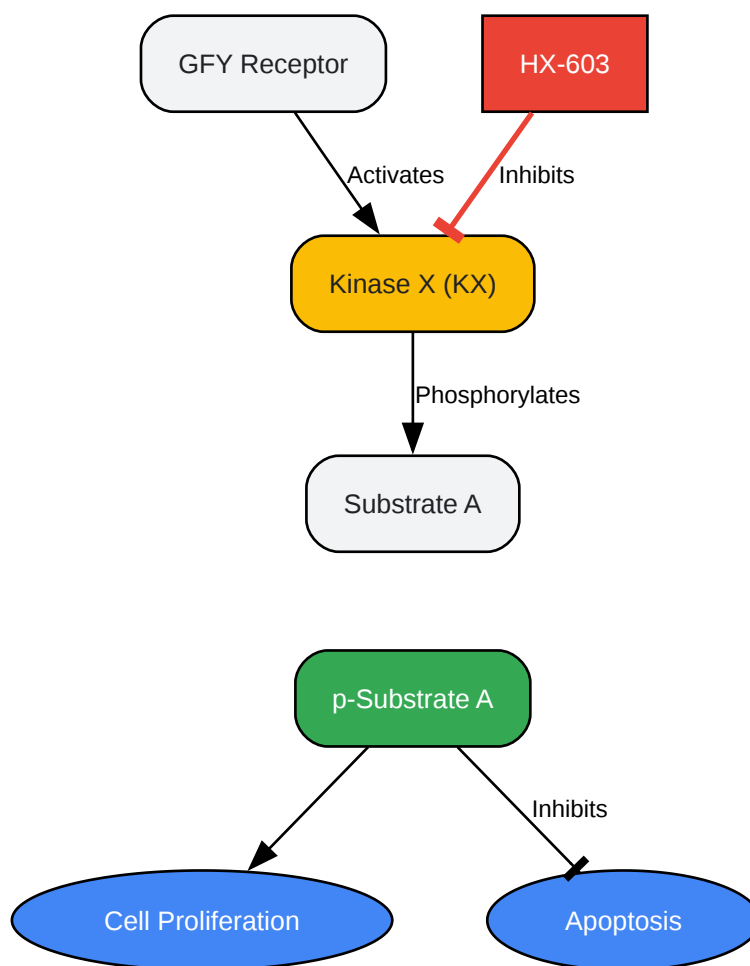 GFY Receptor
HX-603
Activates
Inhibits
Kinase X (KX)
Phosphorylates
Substrate A
p-Substrate A
Inhibits
Cell Proliferation
Apoptosis